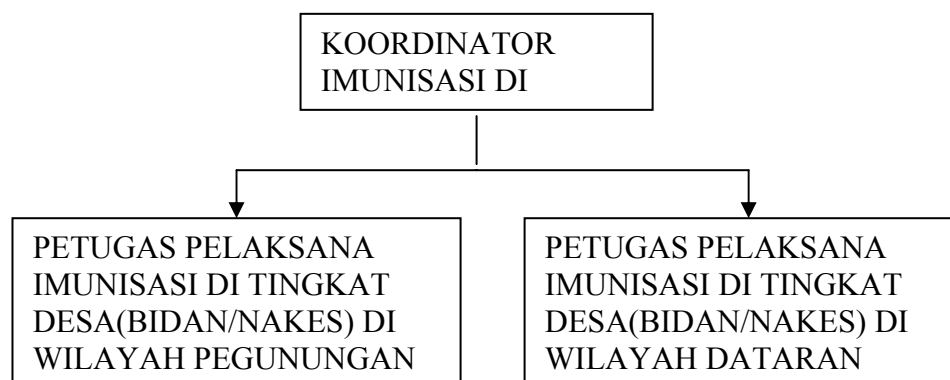 KOORDINATOR
IMUNISASI DI
PETUGAS PELAKSANA
IMUNISASI DI TINGKAT
DESA(BIDAN/NAKES) DI
WILAYAH PEGUNUNGAN
PETUGAS PELAKSANA
IMUNISASI DI TINGKAT
DESA(BIDAN/NAKES) DI
WILAYAH DATARAN